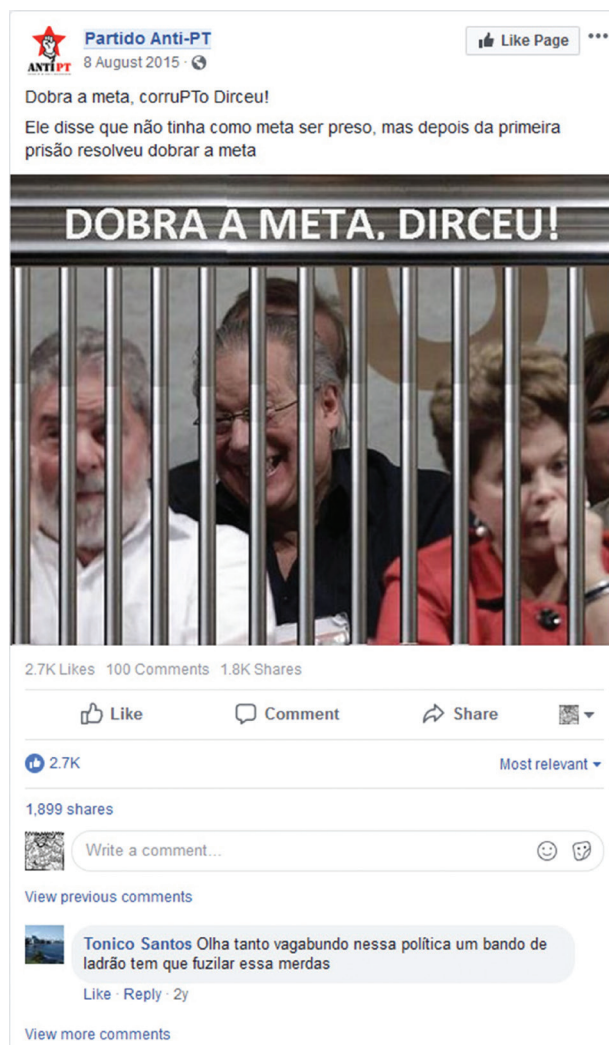 Partido Anti-PT
8 August 2015 ·
Like Page
ANTIPT
Dobra a meta, corruPTo Dirceu!
Ele disse que não tinha como meta ser preso, mas depois da primeira
prisão resolveu dobrar a meta
DOBRA A META, DIRCEU!
2.7K Likes 100 Comments 1.8K Shares
Like Comment Share
2.7K Most relevant
1,899 shares
Write a comment...
View previous comments
Tonico Santos Olha tanto vagabundo nessa política um bando de
ladrão tem que fuzilar essa merdas
Like · Reply · 2y
View more comments